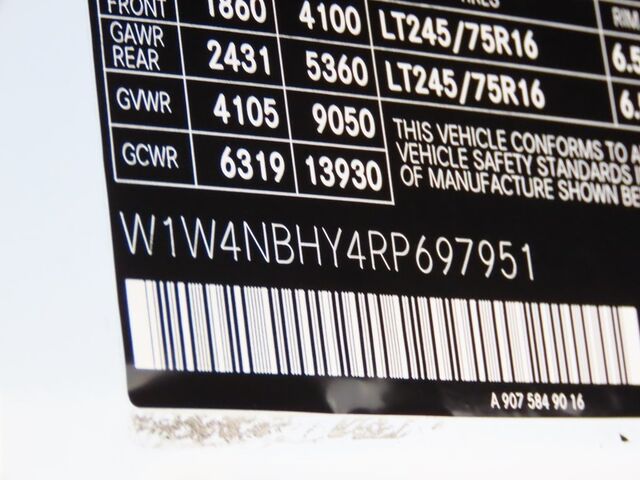 FRONT 1860 4100 LT245/75R16
GAWR REAR 2431 5360 LT245/75R16
GVWR 4105 9050
GCWR 6319 13930
THIS VEHICLE CONFORMS TO
VEHICLE SAFETY STANDARDS
OF MANUFACTURE SHOWN
W1W4NBHY4RP697951
A 907 584 90 16